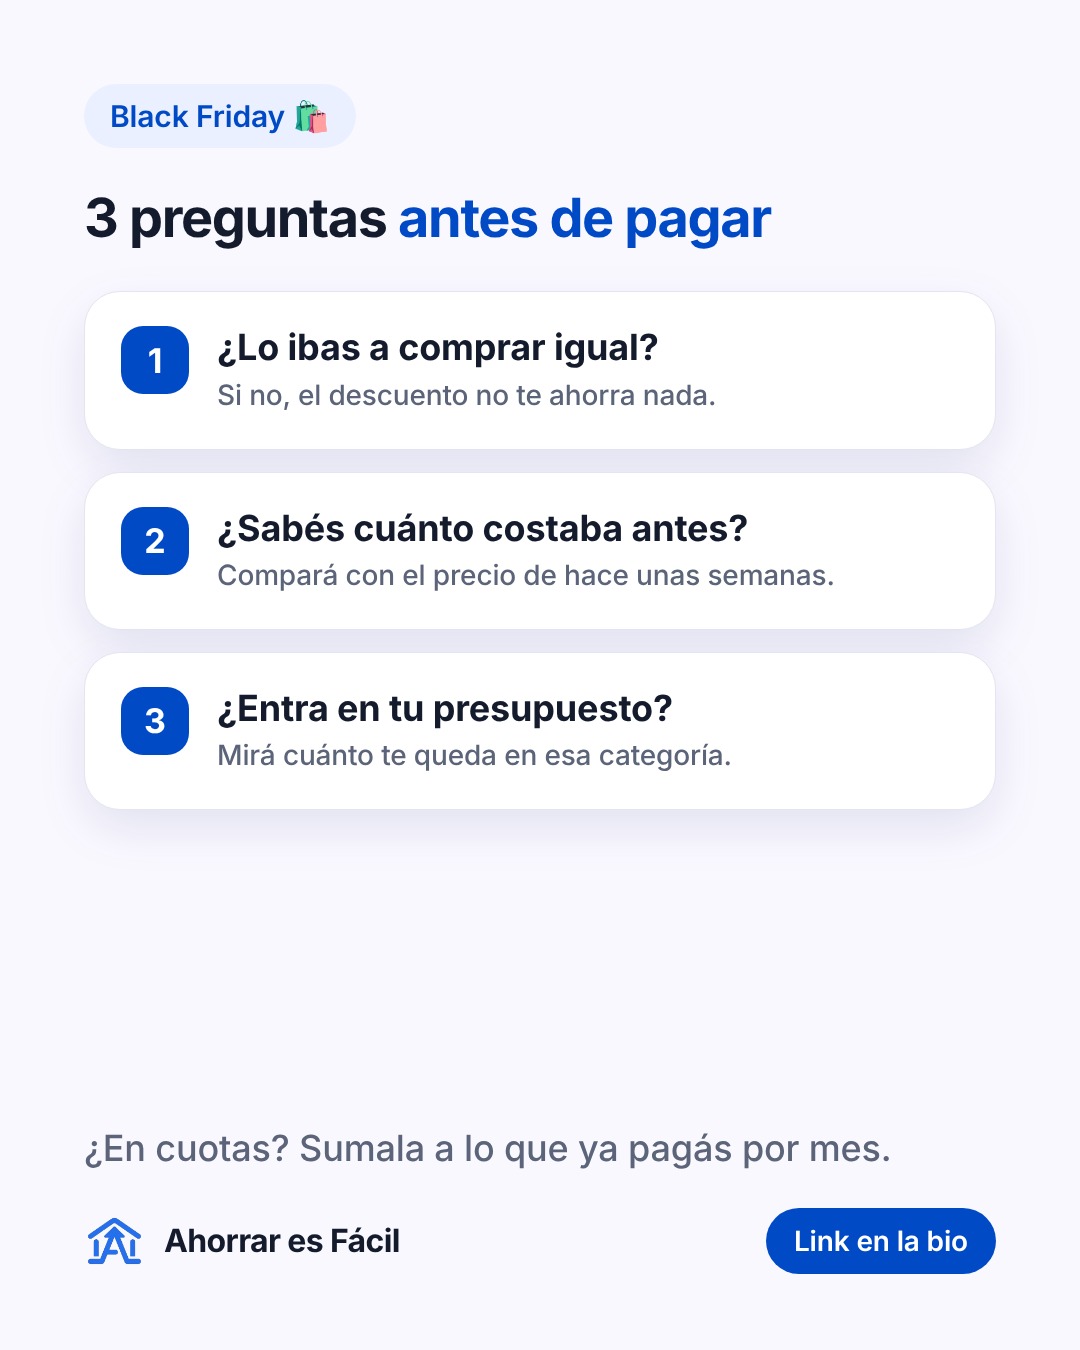 Black Friday 🛍️
3 preguntas antes de pagar
1
¿Lo ibas a comprar igual?
Si no, el descuento no te ahorra nada.
2
¿Sabés cuánto costaba antes?
Compará con el precio de hace unas semanas.
3
¿Entra en tu presupuesto?
Mirá cuánto te queda en esa categoría.
¿En cuotas? Sumala a lo que ya pagás por mes.
Ahorrar es Fácil
Link en la bio